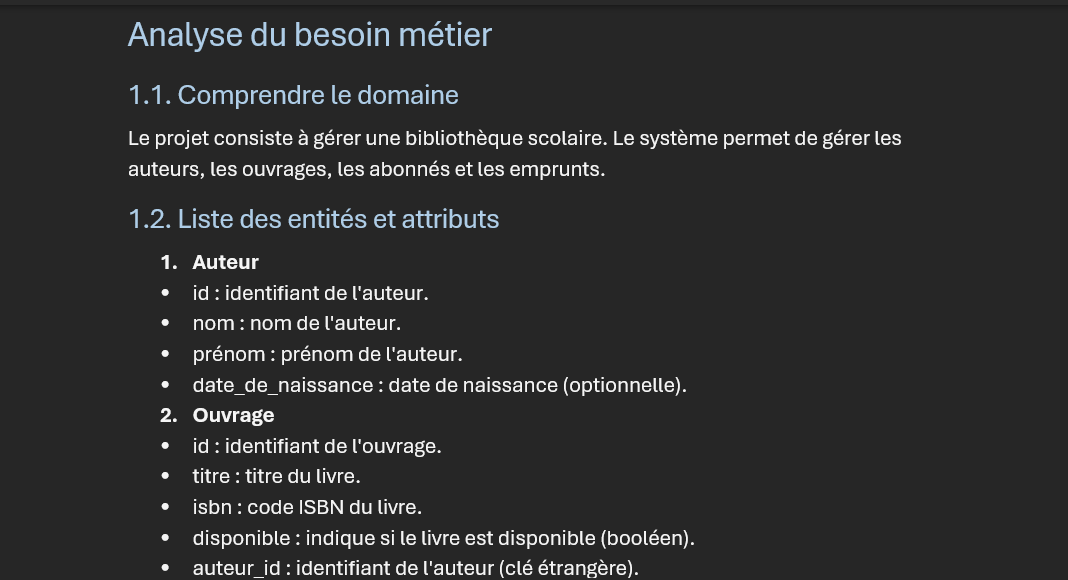 Analyse du besoin métier
1.1. Comprendre le domaine
Le projet consiste à gérer une bibliothèque scolaire. Le système permet de gérer les
auteurs, les ouvrages, les abonnés et les emprunts.
1.2. Liste des entités et attributs
1. Auteur
• id : identifiant de l'auteur.
• nom : nom de l'auteur.
• prénom : prénom de l'auteur.
• date_de_naissance : date de naissance (optionnelle).
2. Ouvrage
• id : identifiant de l'ouvrage.
• titre : titre du livre.
• isbn : code ISBN du livre.
• disponible : indique si le livre est disponible (booléen).
• auteur_id : identifiant de l'auteur (clé étrangère).